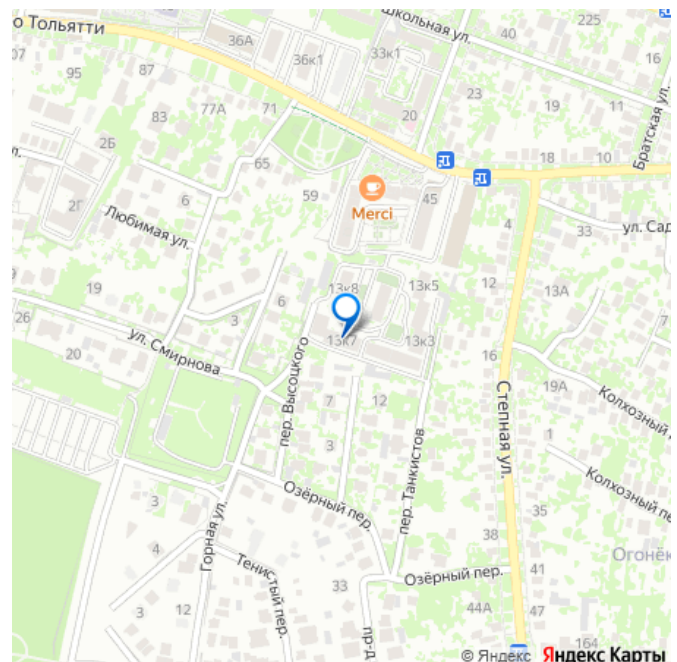 о Тольятти
36А
Школьная ул.
225
40
36к1
33к1
16
07
95
87
23
77А
71
19
11
20
83
Братская ул.
2Б
л.
65
18
10
59
45
Merci
2Г
6
4
Любимая ул.
33
ул. Сад
19
6
13к8
13к5
12
13А
26
3
7
13к7
13к3
20
ул. Смирнова
16
19А
пер. Высоцкого
Степная ул.
Колхозный п
7
12
1
3
пер. Танкистов
Колхозный пе
Озёрный пер.
3
35
Горная ул.
4
38
Огонёк
Тенистый пер.
33
Озёрный пер.
41
3
12
44А
47
пр-д
164
© Яндекс Яндекс Карты